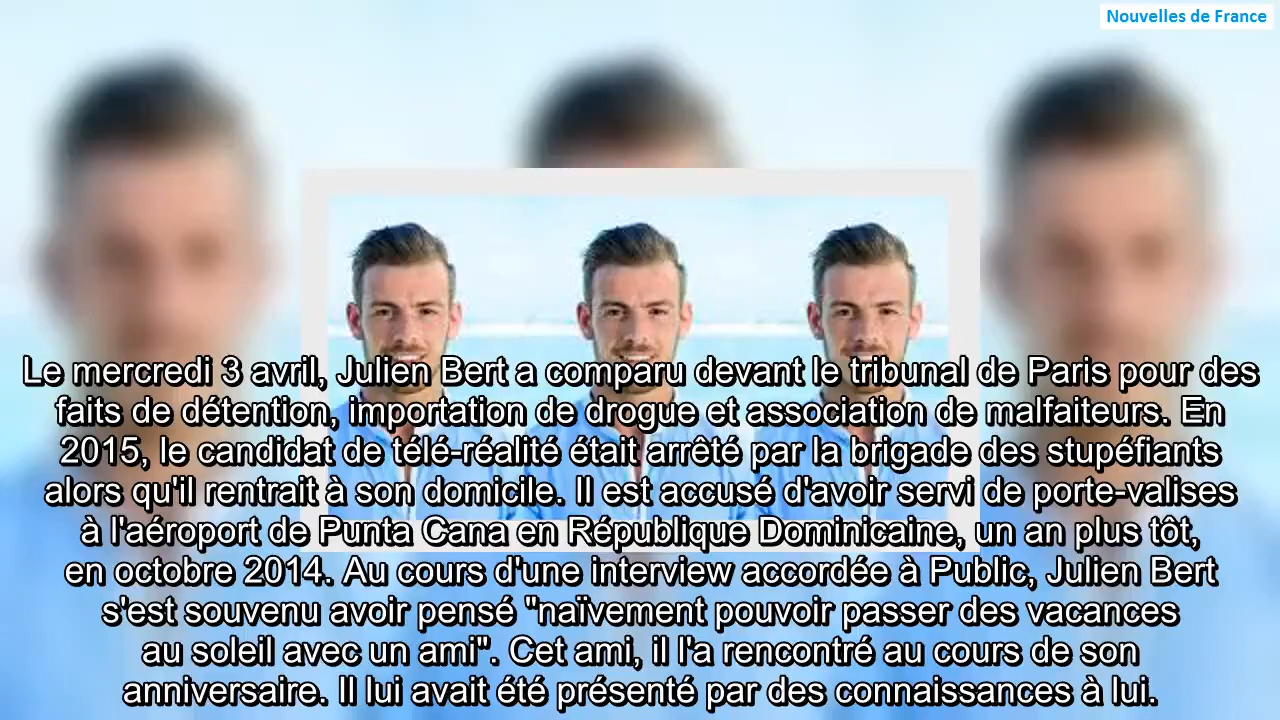 Nouvelles de France
Le mercredi 3 avril, Julien Bert a comparu devant le tribunal de Paris pour des
faits de détention, importation de drogue et association de malfaiteurs. En
2015, le candidat de télé-réalité était arrêté par la brigade des stupéfiants
alors qu'il rentrait à son domicile. Il est accusé d'avoir servi de porte-valises
à l'aéroport de Punta Cana en République Dominicaine, un an plus tôt,
en octobre 2014. Au cours d'une interview accordée à Public, Julien Bert
s'est souvenu avoir pensé "naïvement pouvoir passer des vacances
au soleil avec un ami". Cet ami, il l'a rencontré au cours de son
anniversaire. Il lui avait été présenté par des connaissances à lui.